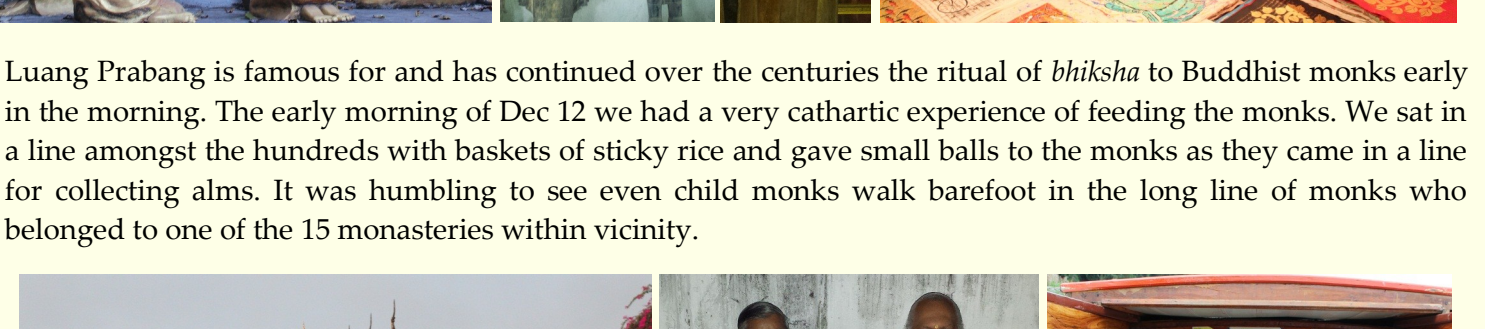 Luang Prabang is famous for and has continued over the centuries the ritual of bhiksha to Buddhist monks early
in the morning. The early morning of Dec 12 we had a very cathartic experience of feeding the monks. We sat in
a line amongst the hundreds with baskets of sticky rice and gave small balls to the monks as they came in a line
for collecting alms. It was humbling to see even child monks walk barefoot in the long line of monks who
belonged to one of the 15 monasteries within vicinity.